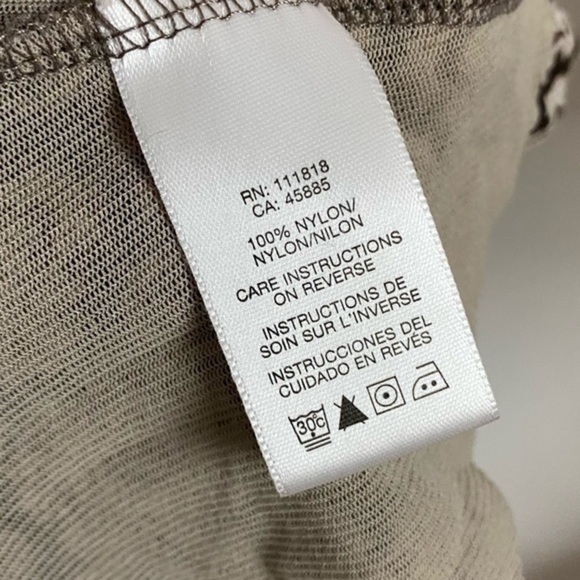 RN: 111818
CA: 45885
100% NYLON/
NYLON/NILON
CARE INSTRUCTIONS
ON REVERSE
INSTRUCTIONS DE
SOIN SUR L'INVERSE
INSTRUCCIONES DEL
CUIDADO EN REVÉS
30c